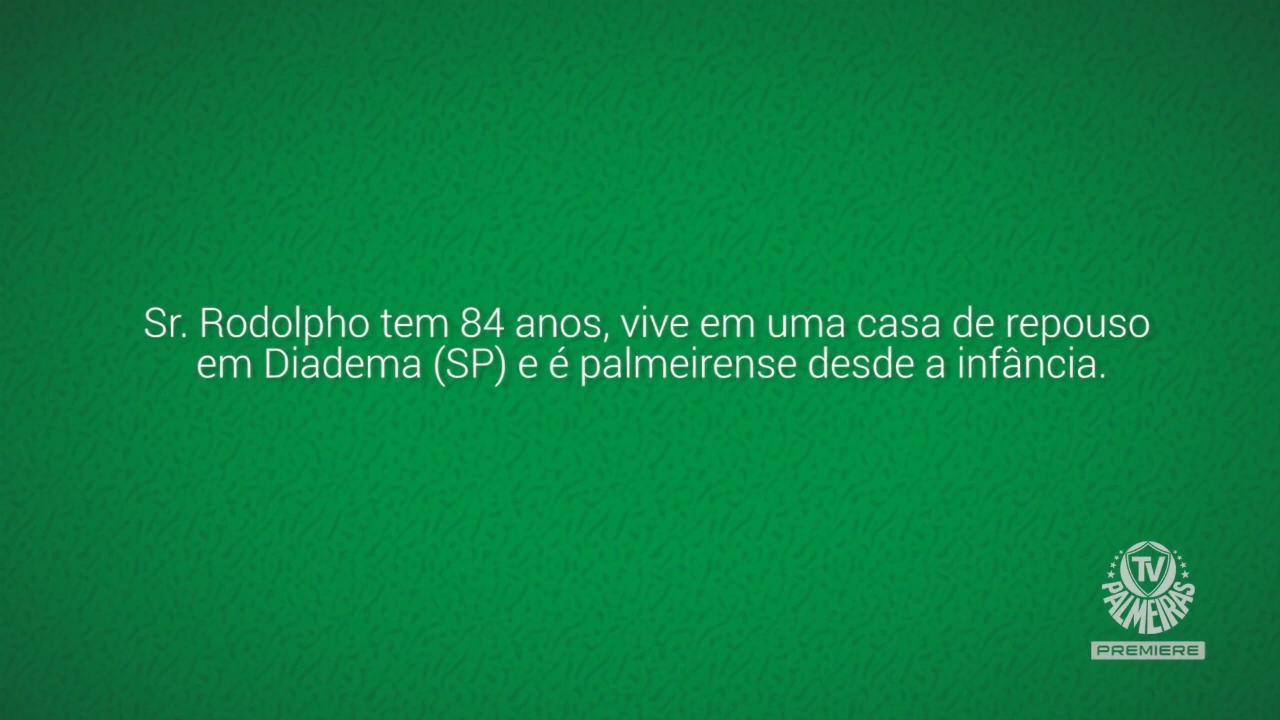 Sr. Rodolpho tem 84 anos, vive em uma casa de repouso
em Diadema (SP) e é palmeirense desde a infância.
TV
PALMEIRAS
PREMIERE